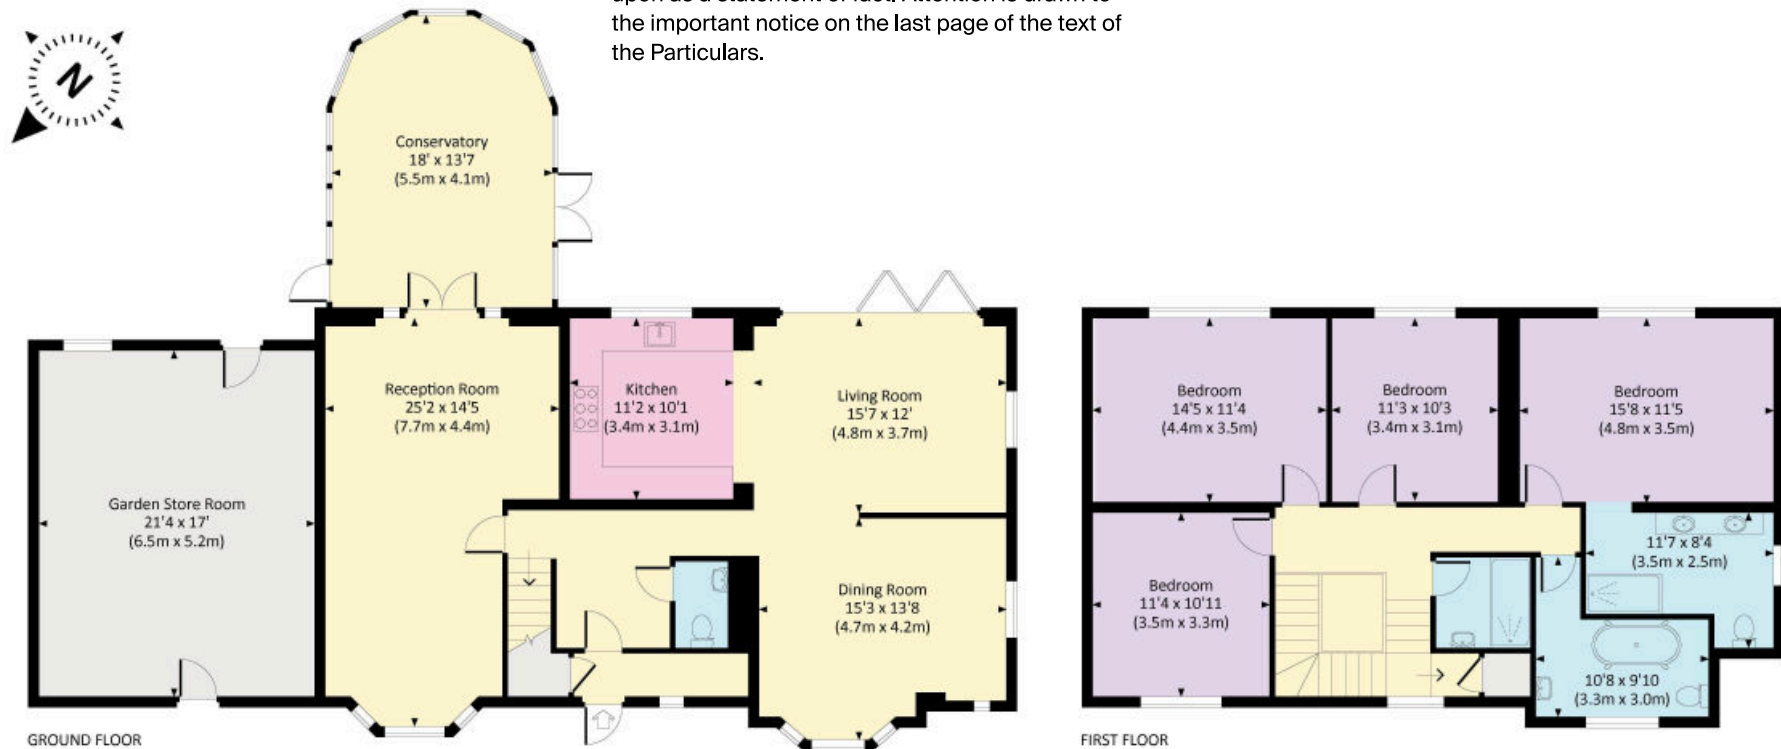 the important notice on the last page of the text of
the Particulars.
N
Conservatory
18' x 13'7
(5.5m x 4.1m)
Reception Room
25'2 x 14'5
(7.7m x 4.4m)
Kitchen
11'2 x 10'1
(3.4m x 3.1m)
Living Room
15'7 x 12'
(4.8m x 3.7m)
Garden Store Room
21'4 x 17'
(6.5m x 5.2m)
Dining Room
15'3 x 13'8
(4.7m x 4.2m)
GROUND FLOOR
Bedroom
14'5 x 11'4
(4.4m x 3.5m)
Bedroom
11'3 x 10'3
(3.4m x 3.1m)
Bedroom
15'8 x 11'5
(4.8m x 3.5m)
Bedroom
11'4 x 10'11
(3.5m x 3.3m)
11'7 x 8'4
(3.5m x 2.5m)
10'8 x 9'10
(3.3m x 3.0m)
FIRST FLOOR